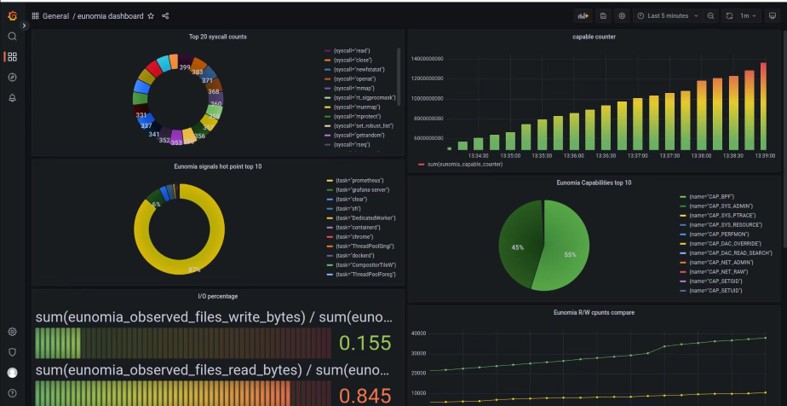 General / eunomia dashboard
Last 5 minutes
1m
Top 20 syscall counts
399
383
371
368
360
356
353
352
341
337
331
{syscall="read"}
{syscall="close"}
{syscall="newfstatat"}
{syscall="openat"}
{syscall="mmap"}
{syscall="rt_sigprocmask"}
{syscall="munmap"}
{syscall="mprotect"}
{syscall="set_robust_list"}
{syscall="getrandom"}
{syscall="rseq"}
capable counter
14000000000
12000000000
10000000000
8000000000
6000000000
13:34:30
13:35:00
13:35:30
13:36:00
13:36:30
13:37:00
13:37:30
13:38:00
13:38:30
13:39:00
sum(eunomia_capable_counter)
Eunomia signals hot point top 10
{task="prometheus"}
{task="grafana-server"}
{task="clear"}
{task="sh"}
{task="DedicatedWorker"}
{task="containerd"}
{task="chrome"}
{task="ThreadPoolSingl"}
{task="dockerd"}
{task="CompositorTileW"}
{task="ThreadPoolForeg"}
Eunomia Capabilities top 10
45%
55%
{name="CAP_BPF"}
{name="CAP_SYS_ADMIN"}
{name="CAP_SYS_PTRACE"}
{name="CAP_SYS_RESOURCE"}
{name="CAP_PERFMON"}
{name="CAP_DAC_OVERRIDE"}
{name="CAP_DAC_READ_SEARCH"}
{name="CAP_NET_ADMIN"}
{name="CAP_NET_RAW"}
{name="CAP_SETGID"}
{name="CAP_SETUID"}
I/O percentage
sum(eunomia_observed_files_write_bytes) / sum(euno...
0.155
sum(eunomia_observed_files_read_bytes) / sum(euno...
0.845
Eunomia R/W cpunts compare
40000
30000
20000
10000